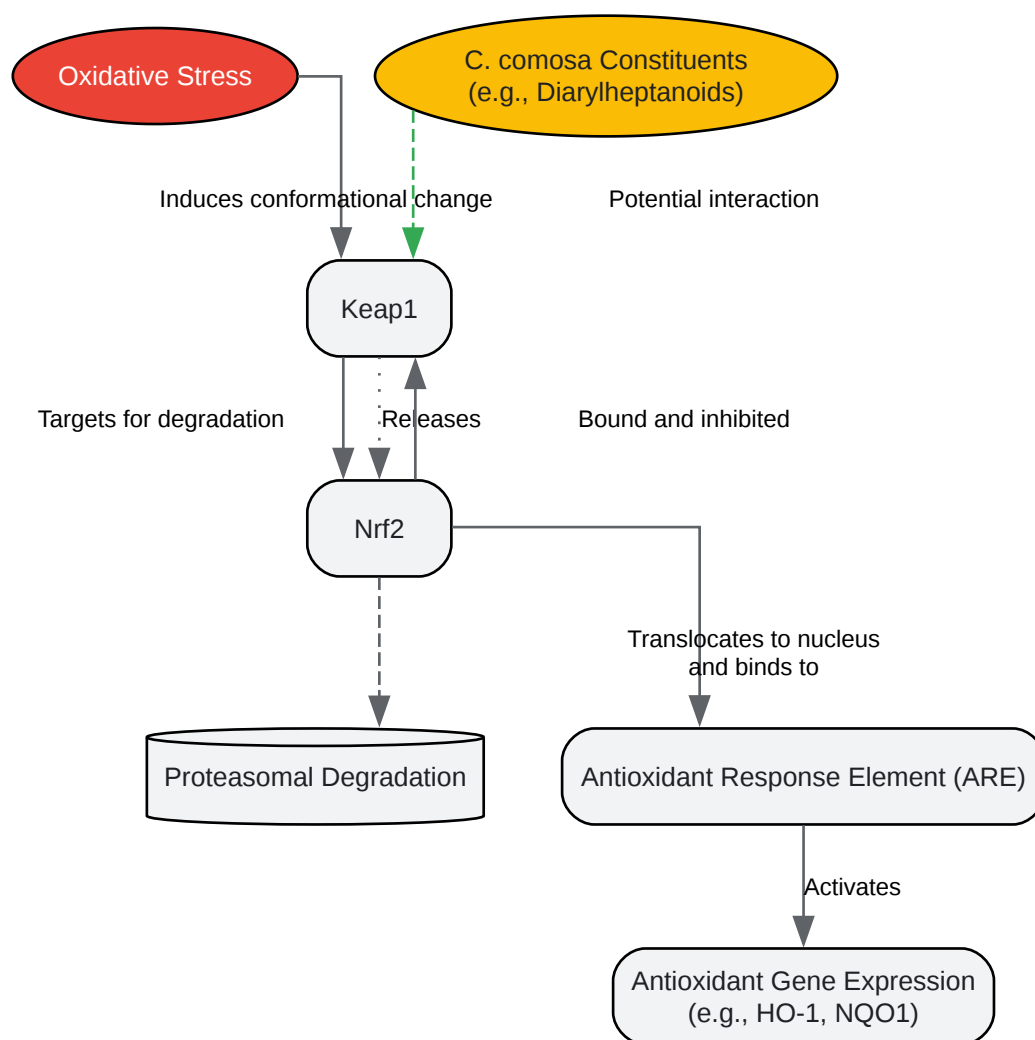 Oxidative Stress
C. comosa Constituents
(e.g., Diarylheptanoids)
Induces conformational change
Potential interaction
Keap1
Targets for degradation
Releases
Bound and inhibited
Nrf2
Translocates to nucleus
and binds to
Proteasomal Degradation
Antioxidant Response Element (ARE)
Activates
Antioxidant Gene Expression
(e.g., HO-1, NQO1)